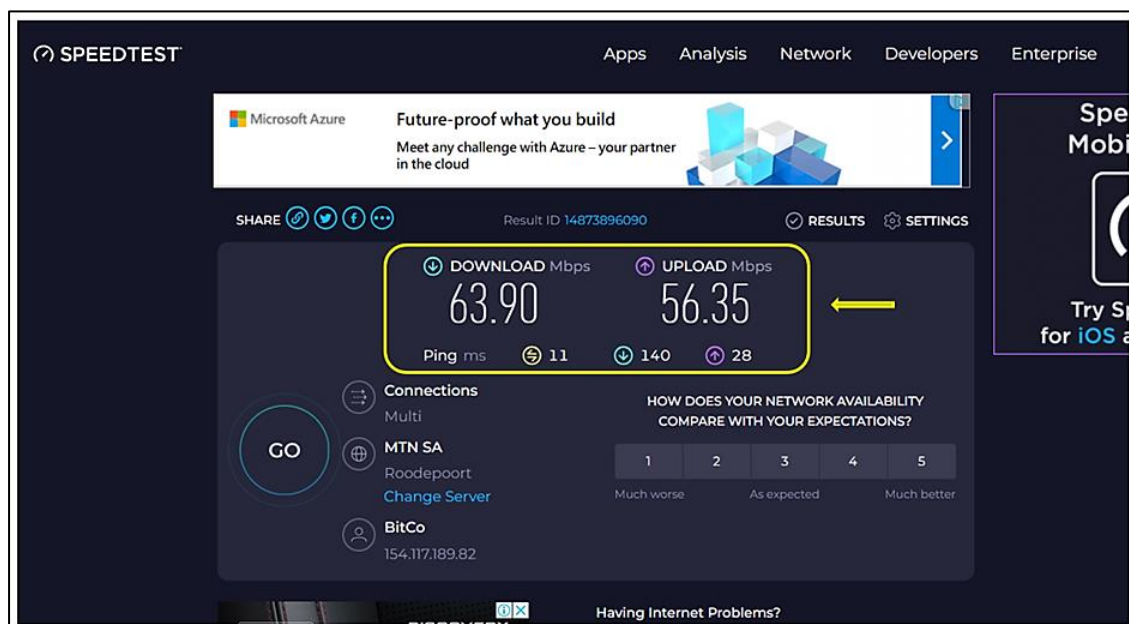 SPEEDTEST
Apps Analysis Network Developers Enterprise
Microsoft Azure
Future-proof what you build
Meet any challenge with Azure – your partner
in the cloud
SHARE
Result ID 14873896090
RESULTS SETTINGS
DOWNLOAD Mbps
63.90
UPLOAD Mbps
56.35
Ping ms 11 140 28
GO
Connections
Multi
MTN SA
Roodepoort
Change Server
BitCo
154.117.189.82
HOW DOES YOUR NETWORK AVAILABILITY
COMPARE WITH YOUR EXPECTATIONS?
1 2 3 4 5
Much worse As expected Much better
Spe
Mobi
Try S
for iOS a
Having Internet Problems?